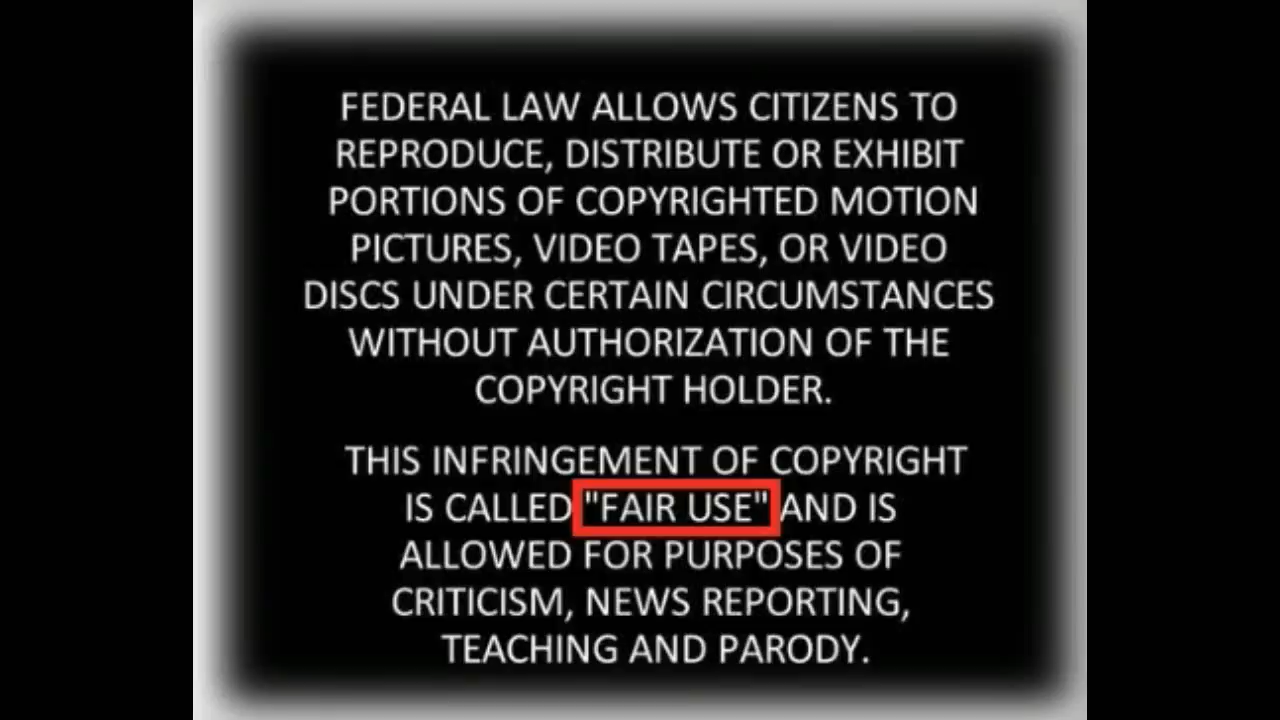 FEDERAL LAW ALLOWS CITIZENS TO
REPRODUCE, DISTRIBUTE OR EXHIBIT
PORTIONS OF COPYRIGHTED MOTION
PICTURES, VIDEO TAPES, OR VIDEO
DISCS UNDER CERTAIN CIRCUMSTANCES
WITHOUT AUTHORIZATION OF THE
COPYRIGHT HOLDER.
THIS INFRINGEMENT OF COPYRIGHT
IS CALLED "FAIR USE" AND IS
ALLOWED FOR PURPOSES OF
CRITICISM, NEWS REPORTING,
TEACHING AND PARODY.